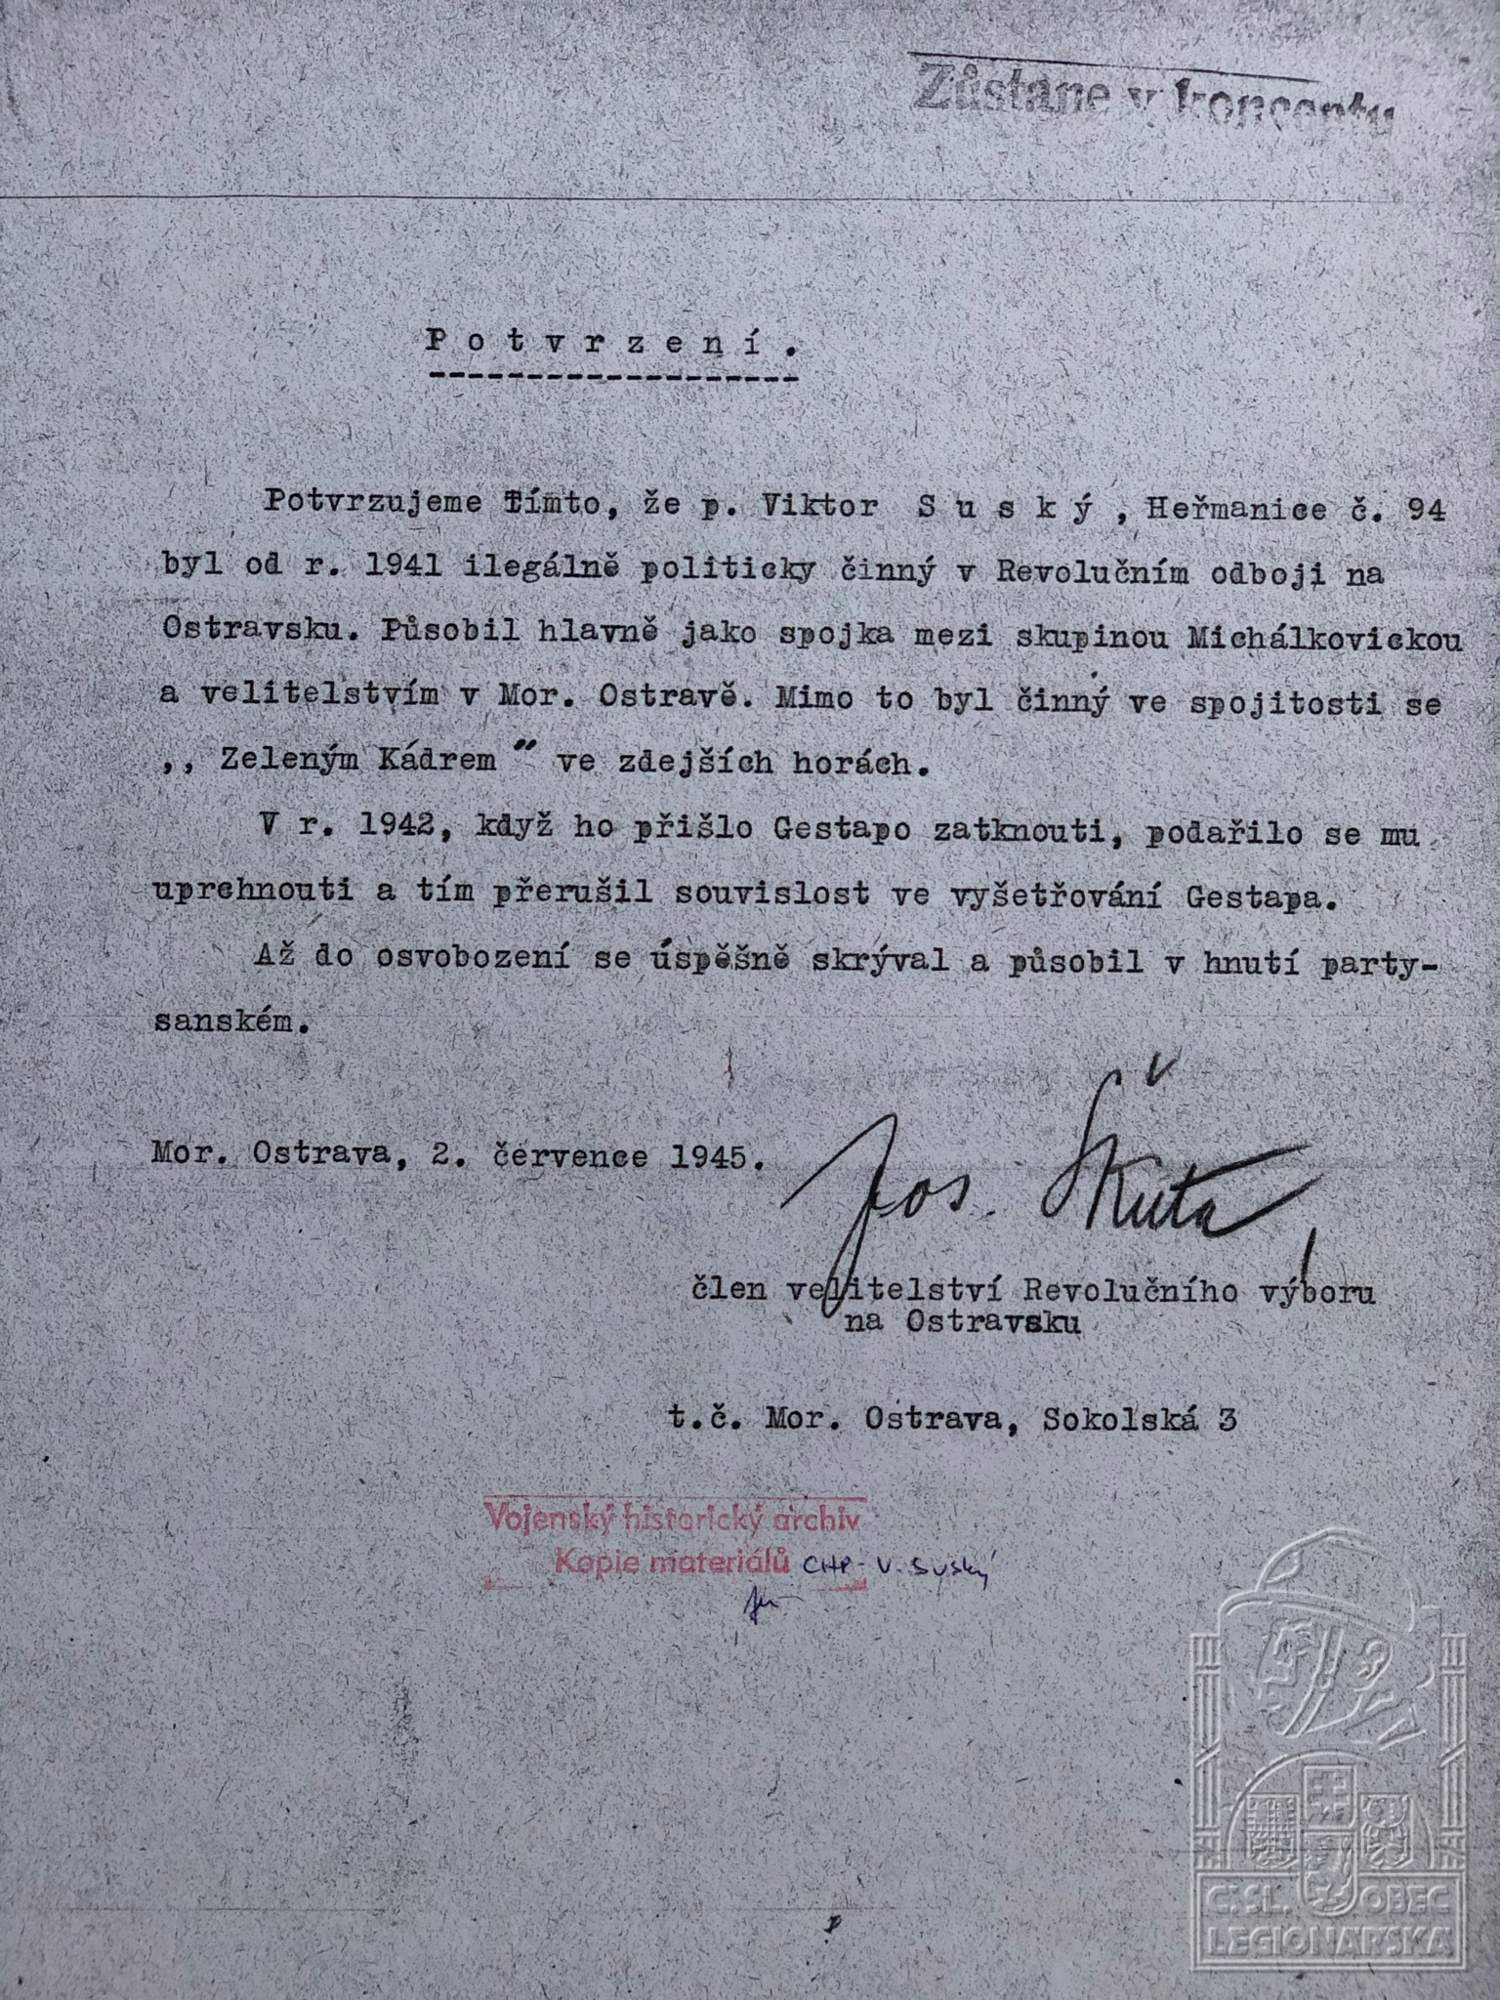 Zůstane v konceptu
Potvrzení.
Potvrzujeme tímto, že p. Viktor Suský, Heřmanice č. 94
byl od r. 1941 ilegálně politicky činný v Revolučním odboji na
Ostravsku. Působil hlavně jako spojka mezi skupinou Michálkovickou
a velitelstvím v Mor. Ostravě. Mimo to byl činný ve spojitosti se
,, Zeleným Kádrem " ve zdejších horách.
V r. 1942, když ho přišlo Gestapo zatknouti, podařilo se mu
uprchnouti a tím přerušil souvislost ve vyšetřování Gestapa.
Až do osvobození se úspěšně skrýval a působil v hnutí party-
sanském.
Mor. Ostrava, 2. července 1945.
Jos. Škuta
člen velitelství Revolučního výboru
na Ostravsku
t.č. Mor. Ostrava, Sokolská 3
Vojenský historický archiv
Kopie materiálů CHP - V. Suský
Č.SL. OBEC
LEGIONÁŘSKÁ